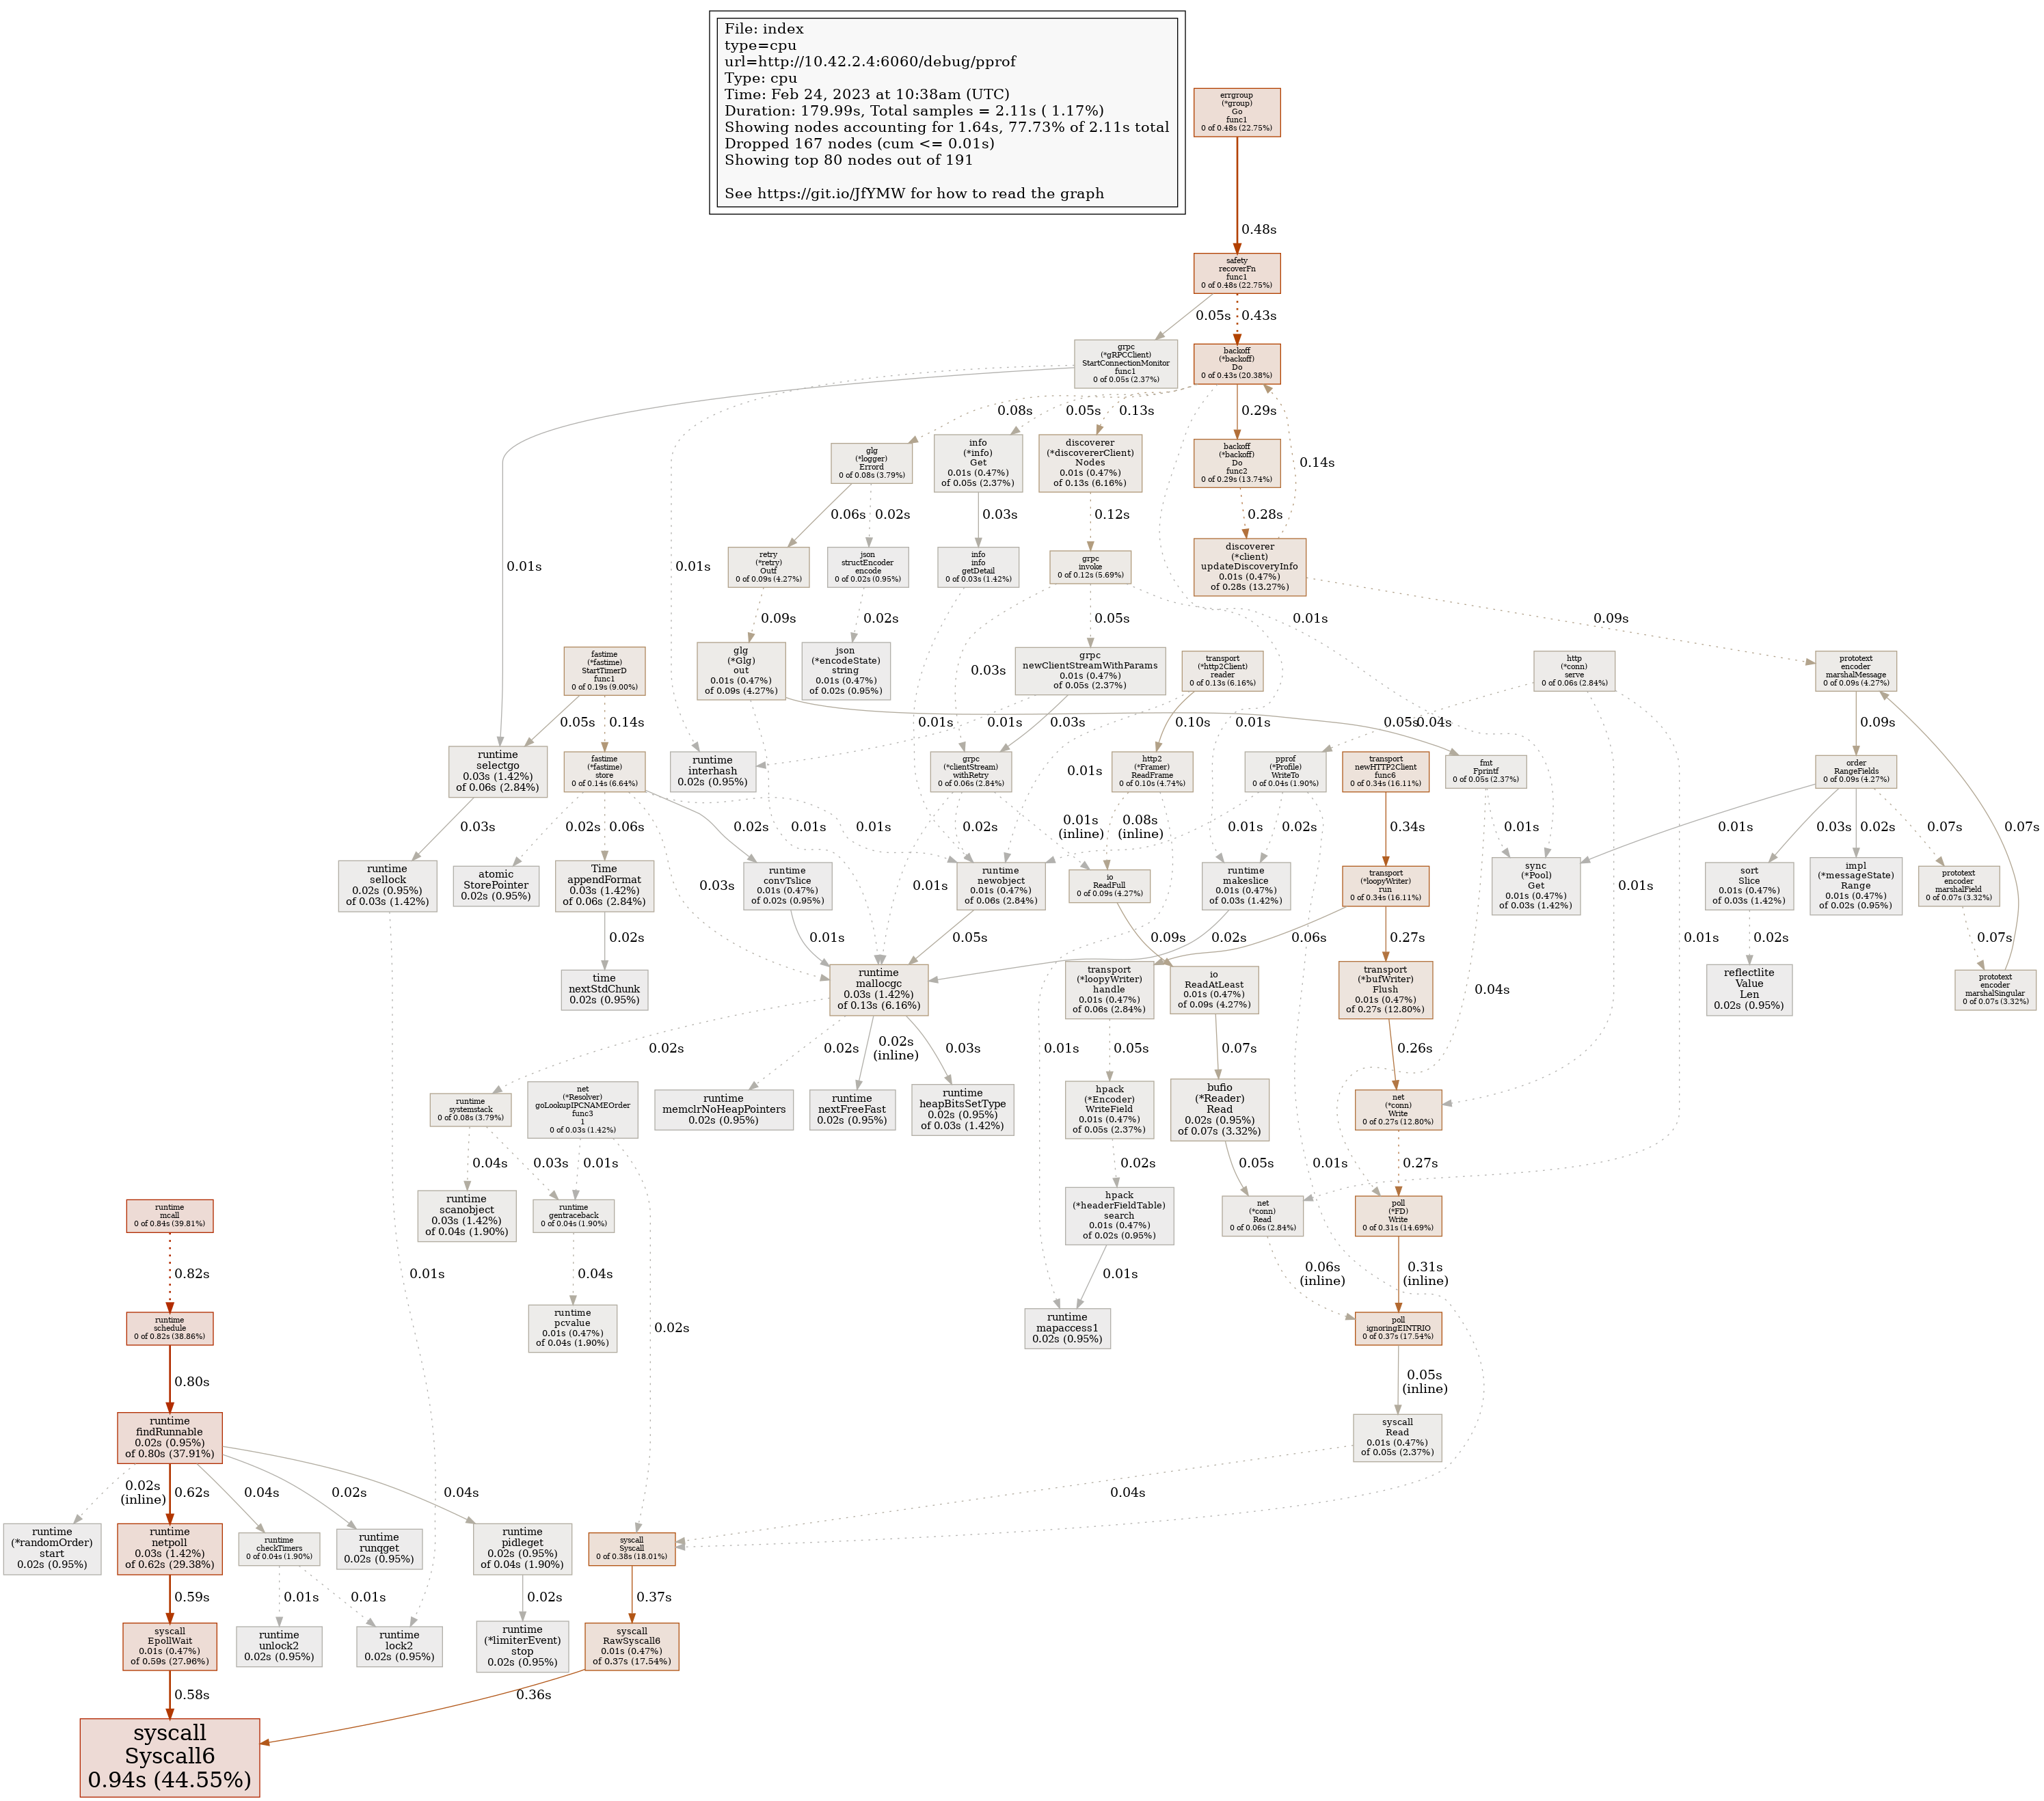 File: index
type=cpu
url=http://10.42.2.4:6060/debug/pprof
Type: cpu
Time: Feb 24, 2023 at 10:38am (UTC)
Duration: 179.99s, Total samples = 2.11s ( 1.17%)
Showing nodes accounting for 1.64s, 77.73% of 2.11s total
Dropped 167 nodes (cum <= 0.01s)
Showing top 80 nodes out of 191
See https://git.io/JfYMW for how to read the graph
errgroup
(*group)
Go
func1
0 of 0.48s (22.75%)
0.48s
safety
recoverFn
func1
0 of 0.48s (22.75%)
0.05s
0.43s
grpc
(*gRPCClient)
StartConnectionMonitor
func1
0 of 0.05s (2.37%)
backoff
(*backoff)
Do
0 of 0.43s (20.38%)
0.08s
0.05s
0.13s
0.29s
0.14s
glg
(*logger)
Errord
0 of 0.08s (3.79%)
info
(*info)
Get
0.01s (0.47%)
of 0.05s (2.37%)
discoverer
(*discovererClient)
Nodes
0.01s (0.47%)
of 0.13s (6.16%)
backoff
(*backoff)
Do
func2
0 of 0.29s (13.74%)
0.06s
0.02s
0.03s
0.12s
0.28s
0.01s
0.01s
retry
(*retry)
Outf
0 of 0.09s (4.27%)
json
structEncoder
encode
0 of 0.02s (0.95%)
info
info
getDetail
0 of 0.03s (1.42%)
grpc
invoke
0 of 0.12s (5.69%)
discoverer
(*client)
updateDiscoveryInfo
0.01s (0.47%)
of 0.28s (13.27%)
0.09s
0.02s
0.05s
0.01s
0.09s
fastime
(*fastime)
StartTimerD
func1
0 of 0.19s (9.00%)
glg
(*Glg)
out
0.01s (0.47%)
of 0.09s (4.27%)
json
(*encodeState)
string
0.01s (0.47%)
of 0.02s (0.95%)
0.03s
grpc
newClientStreamWithParams
0.01s (0.47%)
of 0.05s (2.37%)
transport
(*http2Client)
reader
0 of 0.13s (6.16%)
http
(*conn)
serve
0 of 0.06s (2.84%)
prototext
encoder
marshalMessage
0 of 0.09s (4.27%)
0.05s
0.14s
0.01s
0.01s
0.03s
0.10s
0.01s
0.05s
0.04s
0.09s
runtime
selectgo
0.03s (1.42%)
of 0.06s (2.84%)
fastime
(*fastime)
store
0 of 0.14s (6.64%)
runtime
interhash
0.02s (0.95%)
grpc
(*clientStream)
withRetry
0 of 0.06s (2.84%)
0.01s
http2
(*Framer)
ReadFrame
0 of 0.10s (4.74%)
pprof
(*Profile)
WriteTo
0 of 0.04s (1.90%)
transport
newHTTP2Client
func6
0 of 0.34s (16.11%)
fmt
Fprintf
0 of 0.05s (2.37%)
order
RangeFields
0 of 0.09s (4.27%)
0.03s
0.02s
0.06s
0.02s
0.01s
0.01s
0.02s
0.01s
(inline)
0.08s
(inline)
0.01s
0.02s
0.34s
0.01s
0.01s
0.03s
0.02s
0.07s
0.07s
runtime
sellock
0.02s (0.95%)
of 0.03s (1.42%)
atomic
StorePointer
0.02s (0.95%)
Time
appendFormat
0.03s (1.42%)
of 0.06s (2.84%)
0.03s
runtime
convTslice
0.01s (0.47%)
of 0.02s (0.95%)
0.01s
runtime
newobject
0.01s (0.47%)
of 0.06s (2.84%)
io
ReadFull
0 of 0.09s (4.27%)
runtime
makeslice
0.01s (0.47%)
of 0.03s (1.42%)
transport
(*loopyWriter)
run
0 of 0.34s (16.11%)
sync
(*Pool)
Get
0.01s (0.47%)
of 0.03s (1.42%)
0.01s
sort
Slice
0.01s (0.47%)
of 0.03s (1.42%)
impl
(*messageState)
Range
0.01s (0.47%)
of 0.02s (0.95%)
prototext
encoder
marshalField
0 of 0.07s (3.32%)
0.02s
0.01s
0.05s
0.09s
0.02s
0.06s
0.27s
0.01s
0.02s
0.07s
time
nextStdChunk
0.02s (0.95%)
runtime
mallocgc
0.03s (1.42%)
of 0.13s (6.16%)
transport
(*loopyWriter)
handle
0.01s (0.47%)
of 0.06s (2.84%)
io
ReadAtLeast
0.01s (0.47%)
of 0.09s (4.27%)
transport
(*bufWriter)
Flush
0.01s (0.47%)
of 0.27s (12.80%)
0.04s
reflectlite
Value
Len
0.02s (0.95%)
prototext
encoder
marshalSingular
0 of 0.07s (3.32%)
0.02s
0.02s
0.02s
(inline)
0.03s
0.01s
0.05s
0.07s
0.26s
runtime
systemstack
0 of 0.08s (3.79%)
net
(*Resolver)
goLookupIPCNAMEOrder
func3
1
0 of 0.03s (1.42%)
runtime
memclrNoHeapPointers
0.02s (0.95%)
runtime
nextFreeFast
0.02s (0.95%)
runtime
heapBitsSetType
0.02s (0.95%)
of 0.03s (1.42%)
hpack
(*Encoder)
WriteField
0.01s (0.47%)
of 0.05s (2.37%)
bufio
(*Reader)
Read
0.02s (0.95%)
of 0.07s (3.32%)
net
(*conn)
Write
0 of 0.27s (12.80%)
0.04s
0.03s
0.01s
0.02s
0.05s
0.01s
0.27s
runtime
mcall
0 of 0.84s (39.81%)
runtime
scanobject
0.03s (1.42%)
of 0.04s (1.90%)
runtime
gentraceback
0 of 0.04s (1.90%)
hpack
(*headerFieldTable)
search
0.01s (0.47%)
of 0.02s (0.95%)
net
(*conn)
Read
0 of 0.06s (2.84%)
poll
(*FD)
Write
0 of 0.31s (14.69%)
0.82s
0.01s
0.04s
0.01s
0.06s
(inline)
0.31s
(inline)
runtime
schedule
0 of 0.82s (38.86%)
runtime
pcvalue
0.01s (0.47%)
of 0.04s (1.90%)
0.02s
runtime
mapaccess1
0.02s (0.95%)
poll
ignoringEINTRIO
0 of 0.37s (17.54%)
0.80s
0.05s
(inline)
runtime
findRunnable
0.02s (0.95%)
of 0.80s (37.91%)
syscall
Read
0.01s (0.47%)
of 0.05s (2.37%)
0.02s
(inline)
0.62s
0.04s
0.02s
0.04s
0.04s
runtime
(*randomOrder)
start
0.02s (0.95%)
runtime
netpoll
0.03s (1.42%)
of 0.62s (29.38%)
runtime
checkTimers
0 of 0.04s (1.90%)
runtime
runqget
0.02s (0.95%)
runtime
pidleget
0.02s (0.95%)
of 0.04s (1.90%)
syscall
Syscall
0 of 0.38s (18.01%)
0.59s
0.01s
0.01s
0.02s
0.37s
syscall
EpollWait
0.01s (0.47%)
of 0.59s (27.96%)
runtime
unlock2
0.02s (0.95%)
runtime
lock2
0.02s (0.95%)
runtime
(*limiterEvent)
stop
0.02s (0.95%)
syscall
RawSyscall6
0.01s (0.47%)
of 0.37s (17.54%)
0.58s
0.36s
syscall
Syscall6
0.94s (44.55%)